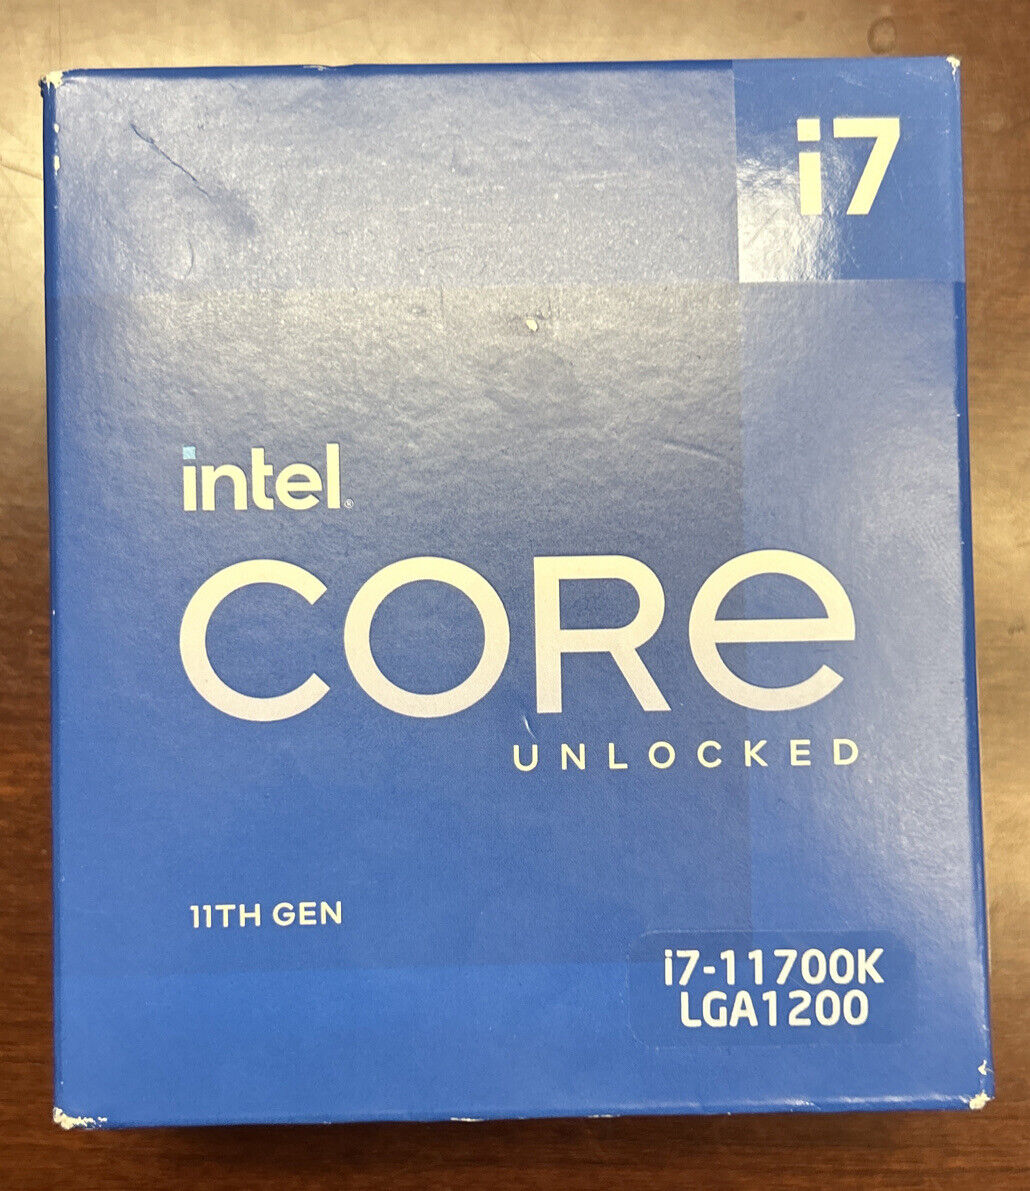 i7
intel®
CORE
UNLOCKED
11TH GEN
i7-11700K
LGA1200